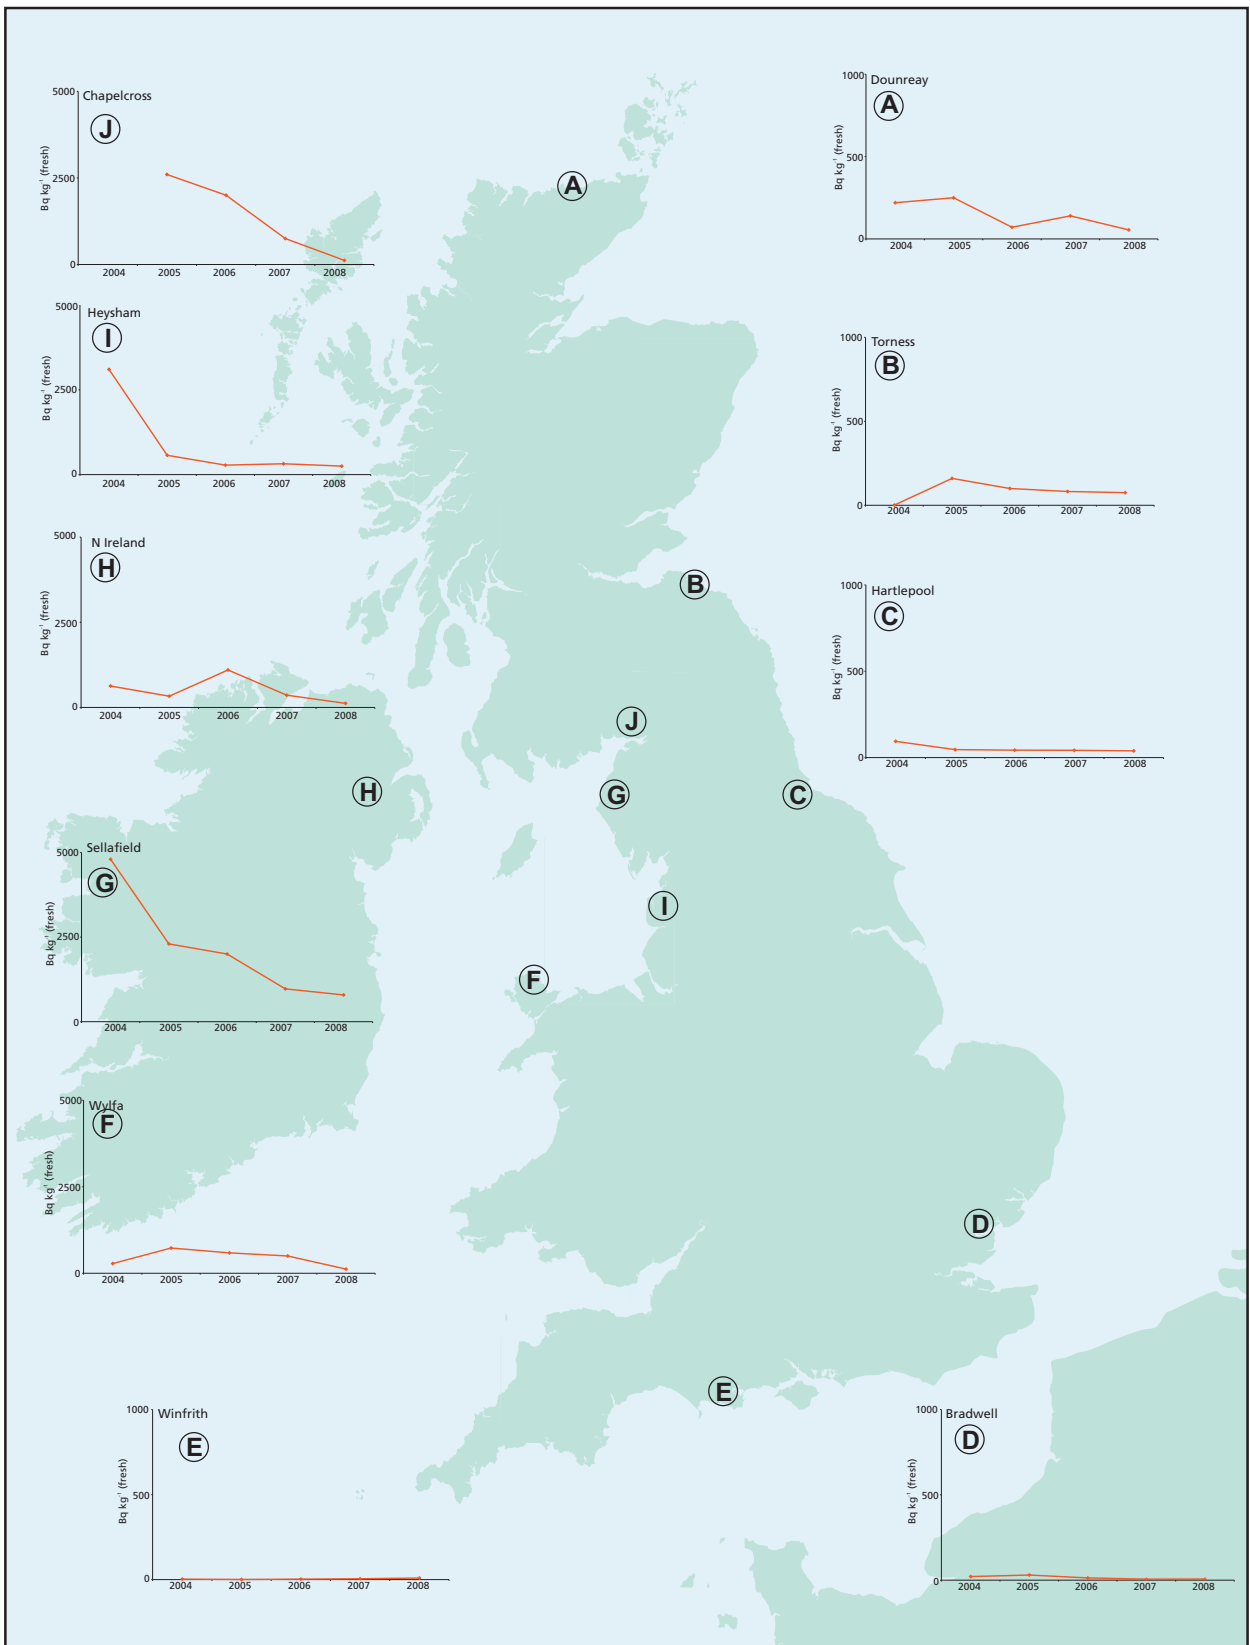 Chapelcross
J
5000
2500
0
Bq kg⁻¹ (fresh)
2004 2005 2006 2007 2008
Heysham
I
5000
2500
0
Bq kg⁻¹ (fresh)
2004 2005 2006 2007 2008
N Ireland
H
5000
2500
0
Bq kg⁻¹ (fresh)
2004 2005 2006 2007 2008
Sellafield
G
5000
2500
0
Bq kg⁻¹ (fresh)
2004 2005 2006 2007 2008
Wylfa
F
5000
2500
0
Bq kg⁻¹ (fresh)
2004 2005 2006 2007 2008
Winfrith
E
1000
500
0
Bq kg⁻¹ (fresh)
2004 2005 2006 2007 2008
A
B
J
H
G
C
I
F
D
E
Dounreay
A
1000
500
0
Bq kg⁻¹ (fresh)
2004 2005 2006 2007 2008
Torness
B
1000
500
0
Bq kg⁻¹ (fresh)
2004 2005 2006 2007 2008
Hartlepool
C
1000
500
0
Bq kg⁻¹ (fresh)
2004 2005 2006 2007 2008
Bradwell
D
1000
500
0
Bq kg⁻¹ (fresh)
2004 2005 2006 2007 2008